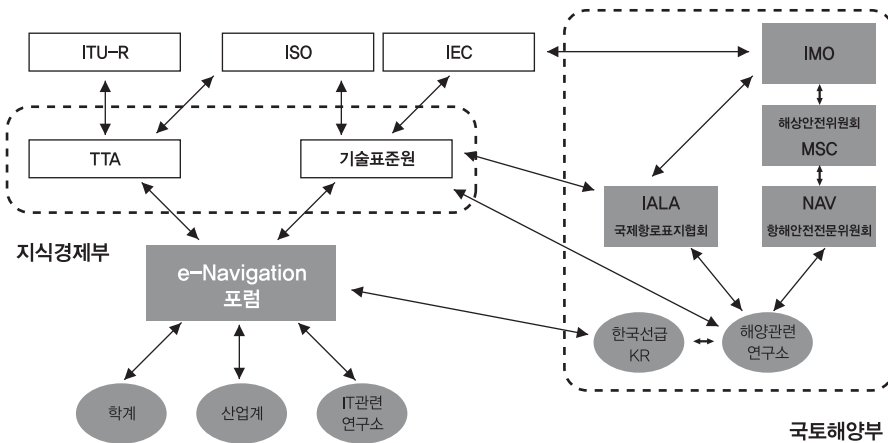 ITU-R
ISO
IEC
IMO
해상안전위원회
MSC
TTA
기술표준원
IALA
국제항로표지협회
NAV
항해안전전문위원회
지식경제부
e-Navigation
포럼
한국선급
KR
해양관련
연구소
학계
산업계
IT관련
연구소
국토해양부